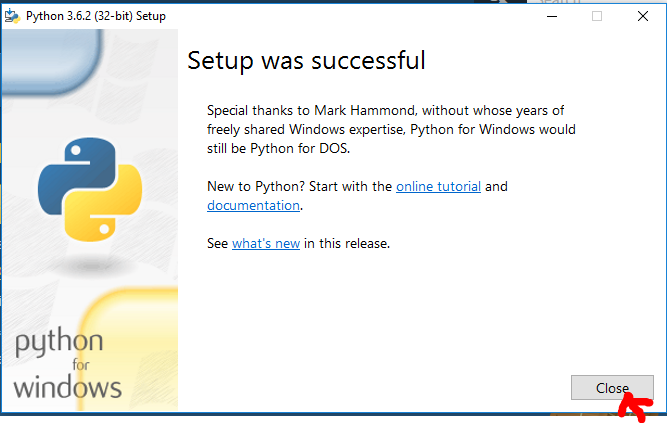 Python 3.6.2 (32-bit) Setup
Setup was successful
Special thanks to Mark Hammond, without whose years of
freely shared Windows expertise, Python for Windows would
still be Python for DOS.
New to Python? Start with the online tutorial and
documentation.
See what's new in this release.
python
for
windows
Close